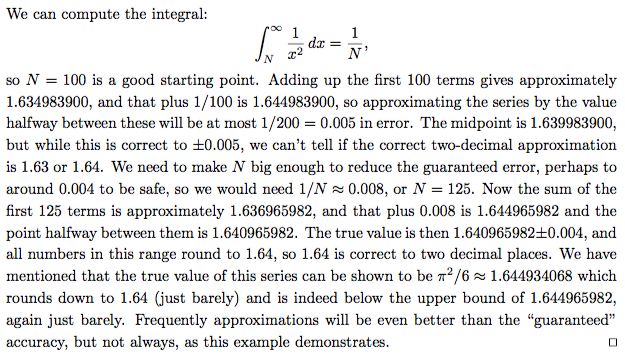 We can compute the integral:
∫_N^∞ 1/x² dx = 1/N,
so N = 100 is a good starting point. Adding up the first 100 terms gives approximately
1.634983900, and that plus 1/100 is 1.644983900, so approximating the series by the value
halfway between these will be at most 1/200 = 0.005 in error. The midpoint is 1.639983900,
but while this is correct to ±0.005, we can’t tell if the correct two-decimal approximation
is 1.63 or 1.64. We need to make N big enough to reduce the guaranteed error, perhaps to
around 0.004 to be safe, so we would need 1/N ≈ 0.008, or N = 125. Now the sum of the
first 125 terms is approximately 1.636965982, and that plus 0.008 is 1.644965982 and the
point halfway between them is 1.640965982. The true value is then 1.640965982±0.004, and
all numbers in this range round to 1.64, so 1.64 is correct to two decimal places. We have
mentioned that the true value of this series can be shown to be π²/6 ≈ 1.644934068 which
rounds down to 1.64 (just barely) and is indeed below the upper bound of 1.644965982,
again just barely. Frequently approximations will be even better than the “guaranteed”
accuracy, but not always, as this example demonstrates. □